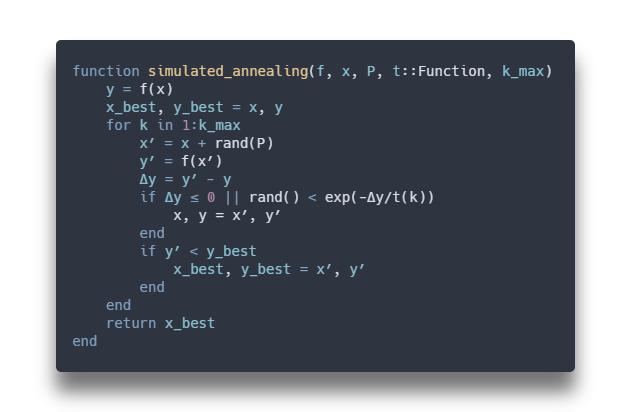 function simulated_annealing(f, x, P, t::Function, k_max)
    y = f(x)
    x_best, y_best = x, y
    for k in 1:k_max
        x′ = x + rand(P)
        y′ = f(x′)
        Δy = y′ - y
        if Δy ≤ 0 || rand() < exp(-Δy/t(k))
            x, y = x′, y′
        end
        if y′ < y_best
            x_best, y_best = x′, y′
        end
    end
    return x_best
end